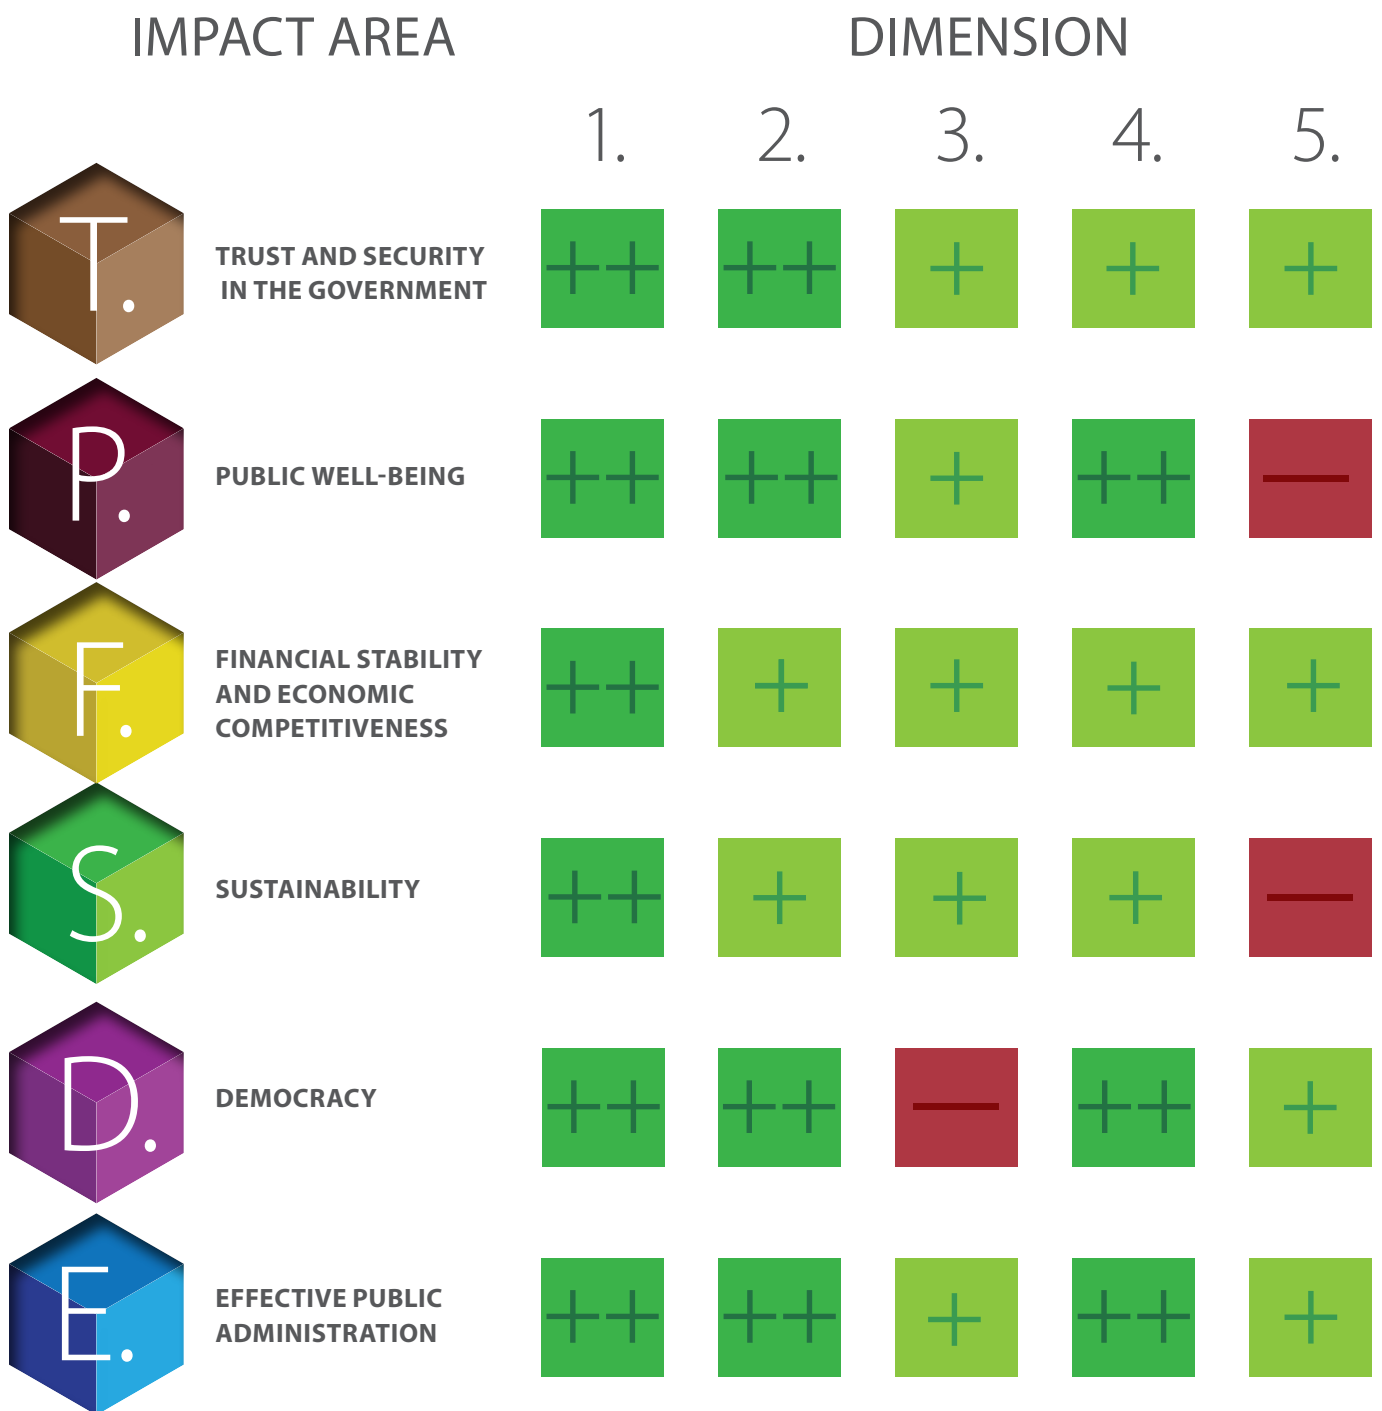 IMPACT AREA DIMENSION
1. 2. 3. 4. 5.
T.
TRUST AND SECURITY
IN THE GOVERNMENT
++ ++ + + +
P.
PUBLIC WELL-BEING
++ ++ + ++ —
F.
FINANCIAL STABILITY
AND ECONOMIC
COMPETITIVENESS
++ + + + +
S.
SUSTAINABILITY
++ + + + —
D.
DEMOCRACY
++ ++ — ++ +
E.
EFFECTIVE PUBLIC
ADMINISTRATION
++ ++ + ++ +